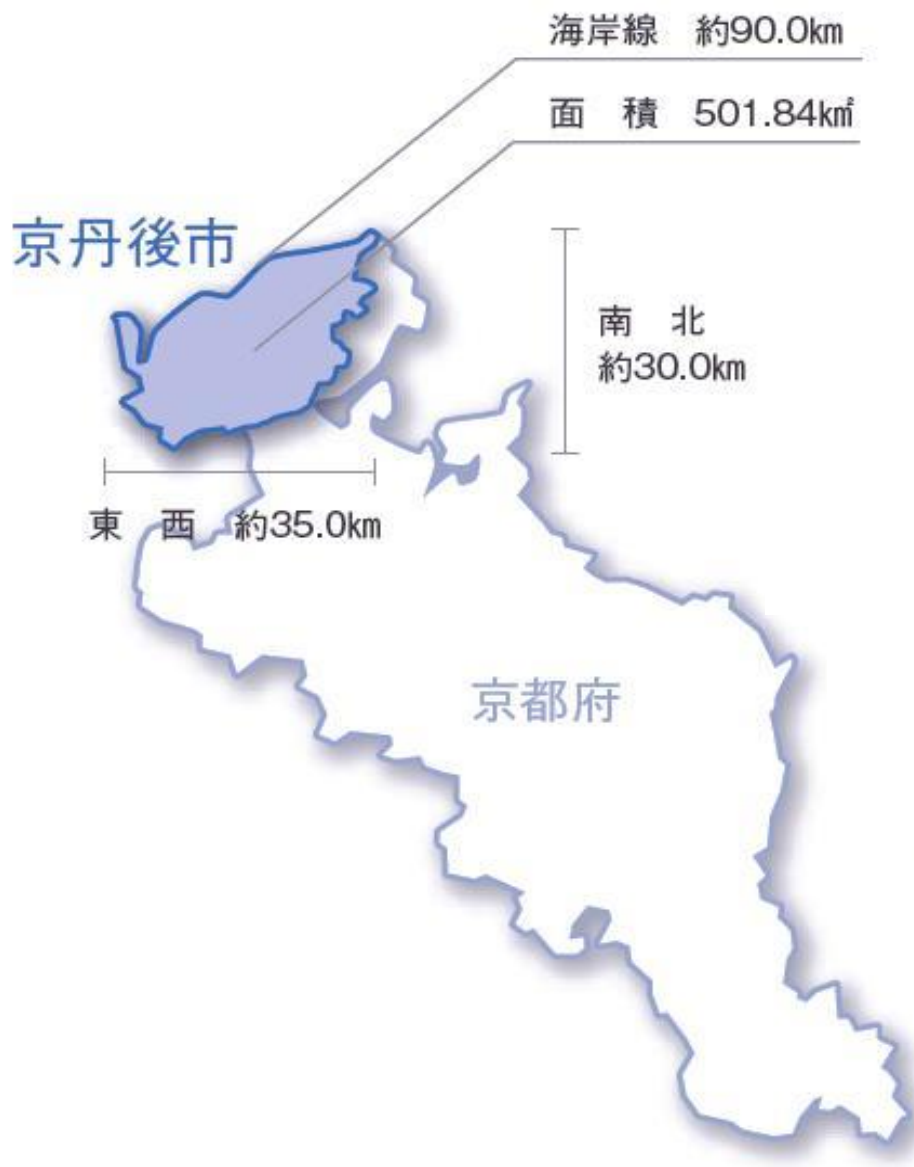 海岸線　約90.0㎞
面　積　501.84㎢
京丹後市
南　北
約30.0㎞
東　西　約35.0㎞
京都府